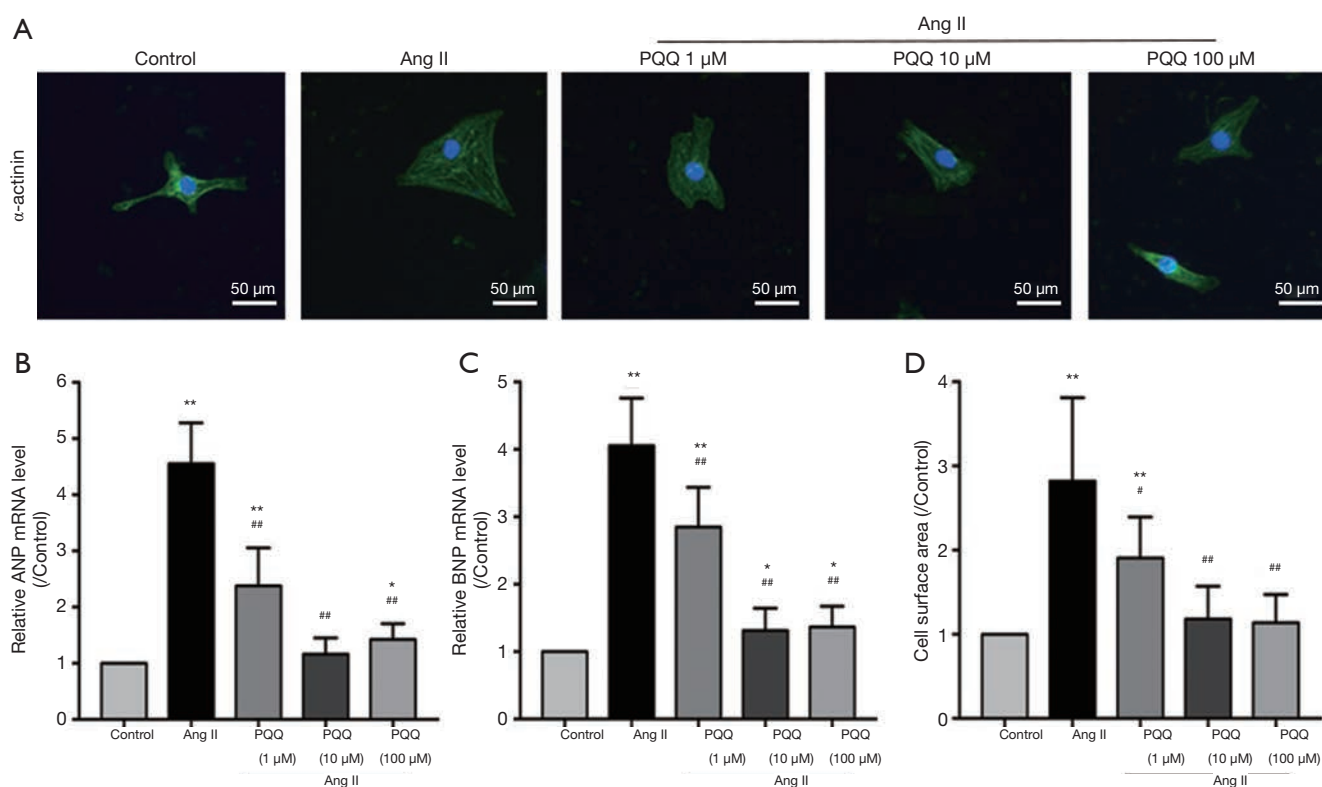 A
Ang II
Control
Ang II
PQQ 1 μM
PQQ 10 μM
PQQ 100 μM
α-actinin
50 μm
50 μm
50 μm
50 μm
50 μm
B
Relative ANP mRNA level
(/Control)
6
5
4
3
2
1
0
**
**
##
##
*
##
Control
Ang II
PQQ
PQQ
PQQ
(1 μM)
(10 μM)
(100 μM)
Ang II
C
Relative BNP mRNA level
(/Control)
5
4
3
2
1
0
**
**
##
*
##
*
##
Control
Ang II
PQQ
PQQ
PQQ
(1 μM)
(10 μM)
(100 μM)
Ang II
D
Cell surface area (/Control)
4
3
2
1
0
**
**
#
##
##
Control
Ang II
PQQ
PQQ
PQQ
(1 μM)
(10 μM)
(100 μM)
Ang II